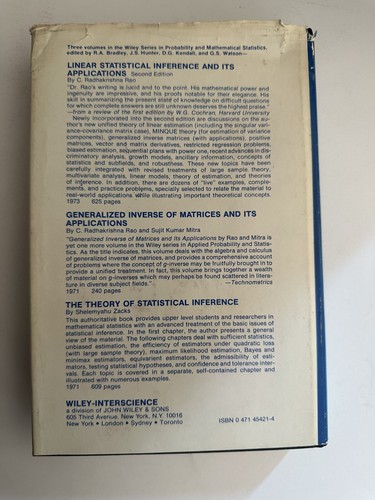 Three volumes in the Wiley Series in Probability and Mathematical Statistics,
edited by R.A. Bradley, J.S. Hunter, D.G. Kendall, and G.S. Watson—
LINEAR STATISTICAL INFERENCE AND ITS
APPLICATIONS Second Edition
By C. Radhakrishna Rao
"Dr. Rao's writing is lucid and to the point. His mathematical power and
ingenuity are impressive, and his proofs notable for their elegance. His
skill in summarizing the present state of knowledge on difficult questions
for which complete answers are still unknown deserves the highest praise"
—from a review of the first edition by W.G. Cochran, Harvard University
Newly incorporated into the second edition are discussions on the au-
thor's new unified theory of linear estimation (including the singular vari-
ance-covariance matrix case), MINQUE theory (for estimation of variance
components), generalized inverse matrices (with applications), positive
matrices, vector and matrix derivatives, restricted regression problems,
biased estimation, sequential plans with power one, recent advances in dis-
criminatory analysis, growth models, ancillary information, concepts of
statistics and subfields, and robustness. These new topics have been
carefully integrated with revised treatments of large sample theory,
multivariate analysis, linear models, theory of estimation, and theories
of inference. In addition, there are dozens of "live" examples, comple-
ments, and practice problems, specially selected to relate the material to
real-world applications while illustrating important theoretical concepts.
1973 625 pages
GENERALIZED INVERSE OF MATRICES AND ITS
APPLICATIONS
By C. Radhakrishna Rao and Sujit Kumar Mitra
"Generalized Inverse of Matrices and Its Applications by Rao and Mitra is
yet one more volume in the Wiley series in Applied Probability and Statis-
tics. As the title indicates, this volume deals with the algebra and calculus
of generalized inverse of matrices, and provides a comprehensive account
of problems where the concept of g-inverse may be fruitfully brought in to
provide a unified treatment. In fact, this volume brings together a wealth
of material on g-inverses which may perhaps be found scattered in litera-
ture in diverse subject fields." —Technometrics
1971 240 pages
THE THEORY OF STATISTICAL INFERENCE
By Shelemyahu Zacks
This authoritative book provides upper level students and researchers in
mathematical statistics with an advanced treatment of the basic issues of
statistical inference. In the first chapter, the author presents a general
view of the material. The following chapters deal with sufficient statistics,
unbiased estimation, the efficiency of estimators under quadratic loss
(with large sample theory), maximum likelihood estimation, Bayes and
minimax estimators, equivariant estimators, the admissibility of esti-
mators, testing statistical hypotheses, and confidence and tolerance inter-
vals. Each topic is covered in a separate, self-contained chapter and
illustrated with numerous examples.
1971 609 pages
WILEY-INTERSCIENCE
a division of JOHN WILEY & SONS
605 Third Avenue, New York, N.Y. 10016
New York • London • Sydney • Toronto
ISBN 0 471 45421-4